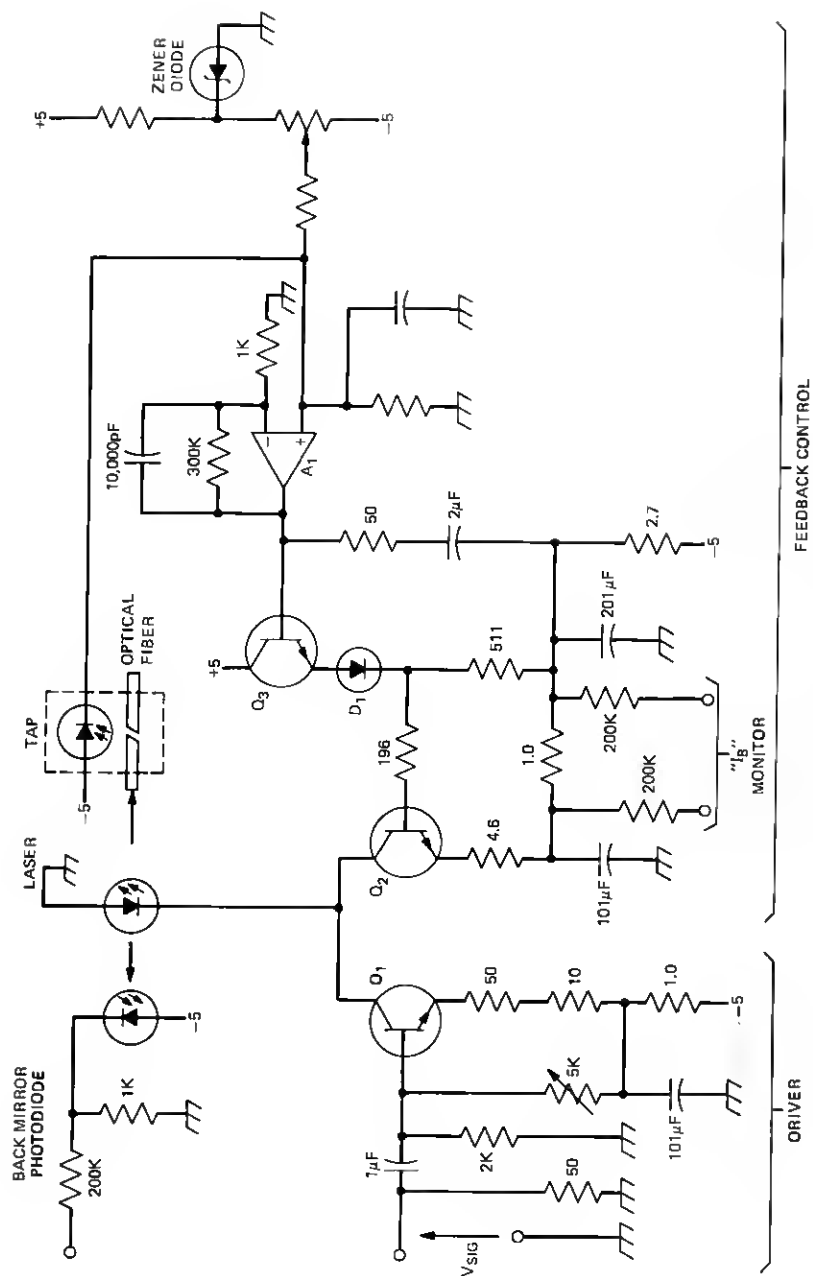 BACK MIRROR
PHOTODIODE
200K
1K
-5
LASER
TAP
-5
OPTICAL
FIBER
10,000pF
300K
1K
-
+
A1
+5
ZENER
DIODE
-5
+5
Q3
D1
50
2μF
2.7
-5
196
511
201μF
Q2
4.6
1.0
101μF
200K
200K
"IB"
MONITOR
Q1
50
10
1.0
-5
5K
101μF
1μF
2K
50
VSIG
DRIVER
FEEDBACK CONTROL